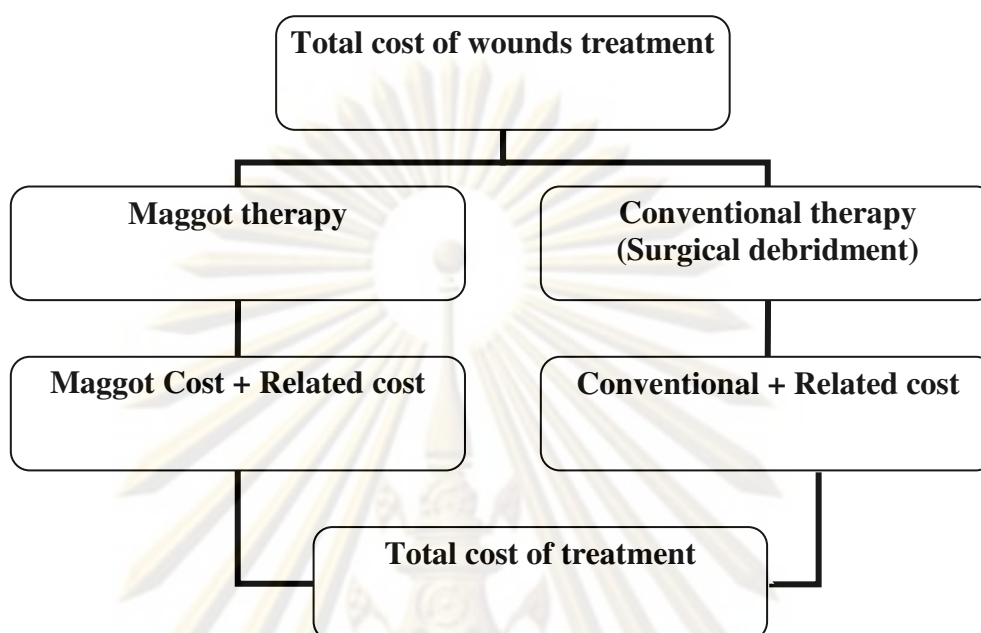 Total cost of wounds treatment
Maggot therapy
Conventional therapy
(Surgical debridment)
Maggot Cost + Related cost
Conventional + Related cost
Total cost of treatment